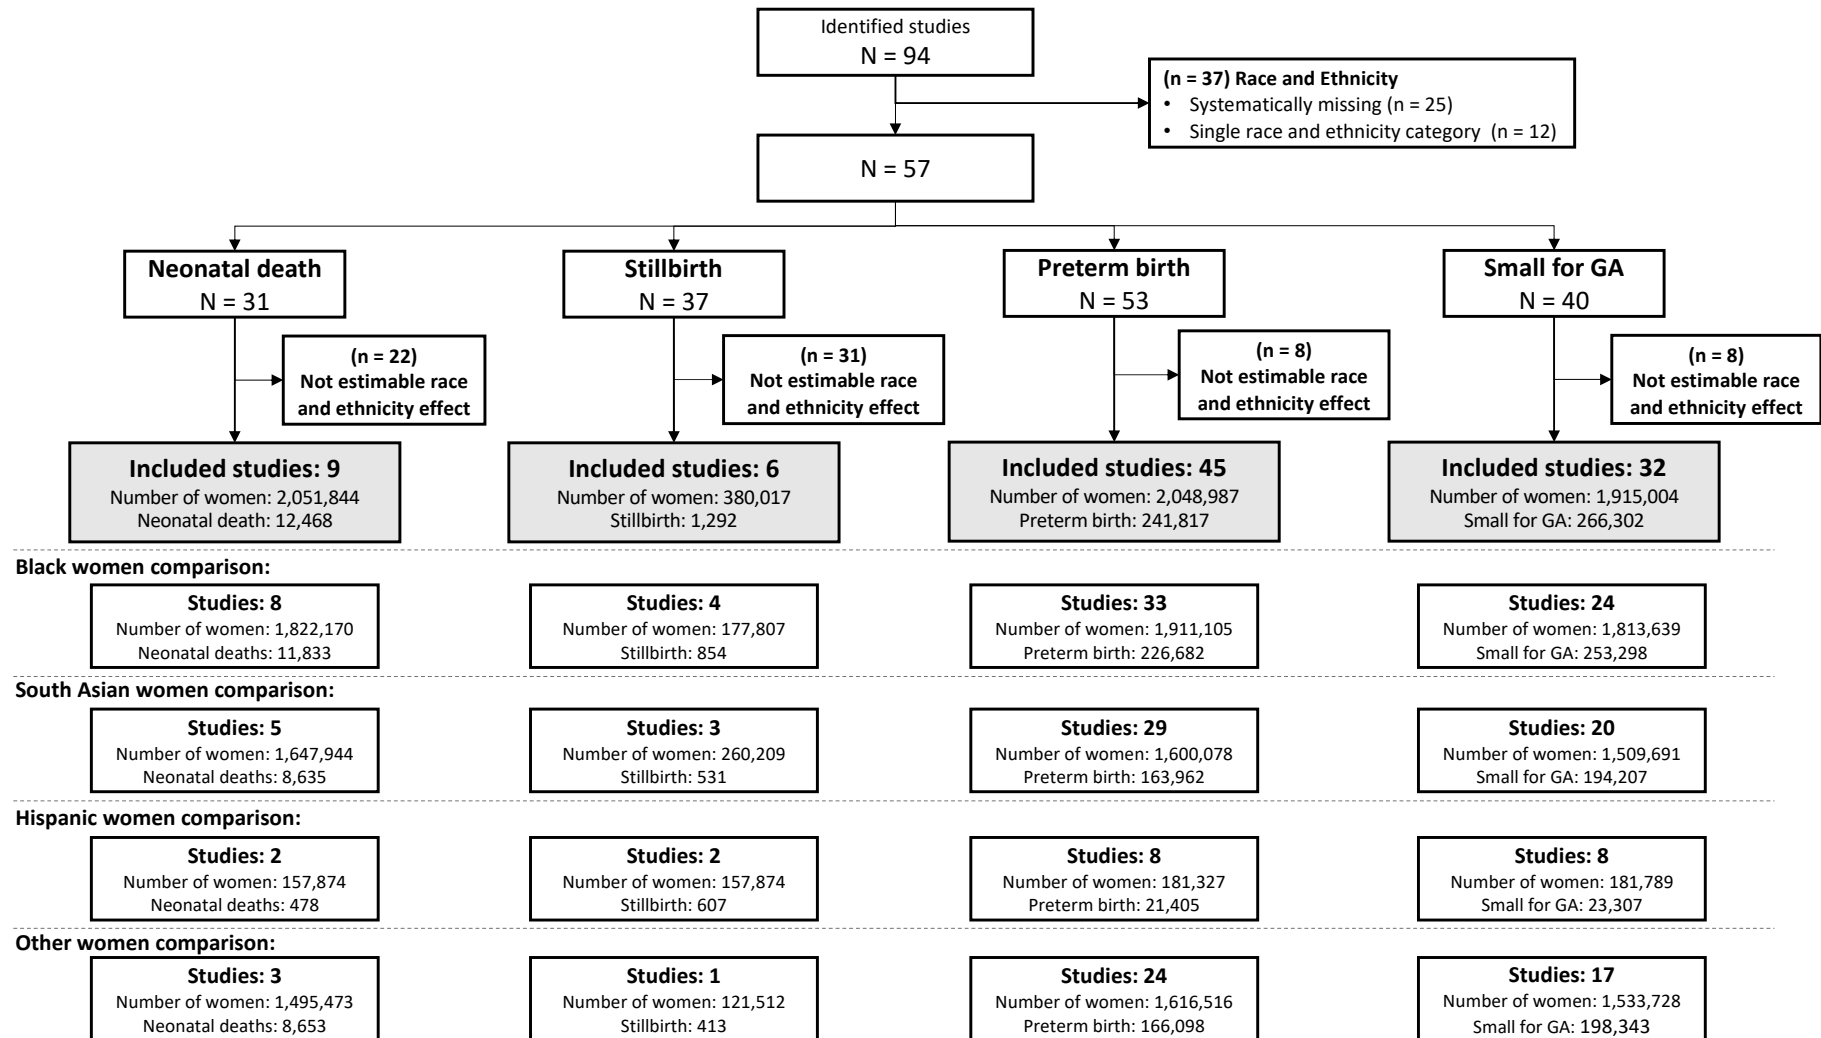 Identified studies
N = 94
(n = 37) Race and Ethnicity
• Systematically missing (n = 25)
• Single race and ethnicity category (n = 12)
N = 57
Neonatal death
N = 31
Stillbirth
N = 37
Preterm birth
N = 53
Small for GA
N = 40
(n = 22)
Not estimable race
and ethnicity effect
(n = 31)
Not estimable race
and ethnicity effect
(n = 8)
Not estimable race
and ethnicity effect
(n = 8)
Not estimable race
and ethnicity effect
Included studies: 9
Number of women: 2,051,844
Neonatal death: 12,468
Included studies: 6
Number of women: 380,017
Stillbirth: 1,292
Included studies: 45
Number of women: 2,048,987
Preterm birth: 241,817
Included studies: 32
Number of women: 1,915,004
Small for GA: 266,302
Black women comparison:
Studies: 8
Number of women: 1,822,170
Neonatal deaths: 11,833
Studies: 4
Number of women: 177,807
Stillbirth: 854
Studies: 33
Number of women: 1,911,105
Preterm birth: 226,682
Studies: 24
Number of women: 1,813,639
Small for GA: 253,298
South Asian women comparison:
Studies: 5
Number of women: 1,647,944
Neonatal deaths: 8,635
Studies: 3
Number of women: 260,209
Stillbirth: 531
Studies: 29
Number of women: 1,600,078
Preterm birth: 163,962
Studies: 20
Number of women: 1,509,691
Small for GA: 194,207
Hispanic women comparison:
Studies: 2
Number of women: 157,874
Neonatal deaths: 478
Studies: 2
Number of women: 157,874
Stillbirth: 607
Studies: 8
Number of women: 181,327
Preterm birth: 21,405
Studies: 8
Number of women: 181,789
Small for GA: 23,307
Other women comparison:
Studies: 3
Number of women: 1,495,473
Neonatal deaths: 8,653
Studies: 1
Number of women: 121,512
Stillbirth: 413
Studies: 24
Number of women: 1,616,516
Preterm birth: 166,098
Studies: 17
Number of women: 1,533,728
Small for GA: 198,343